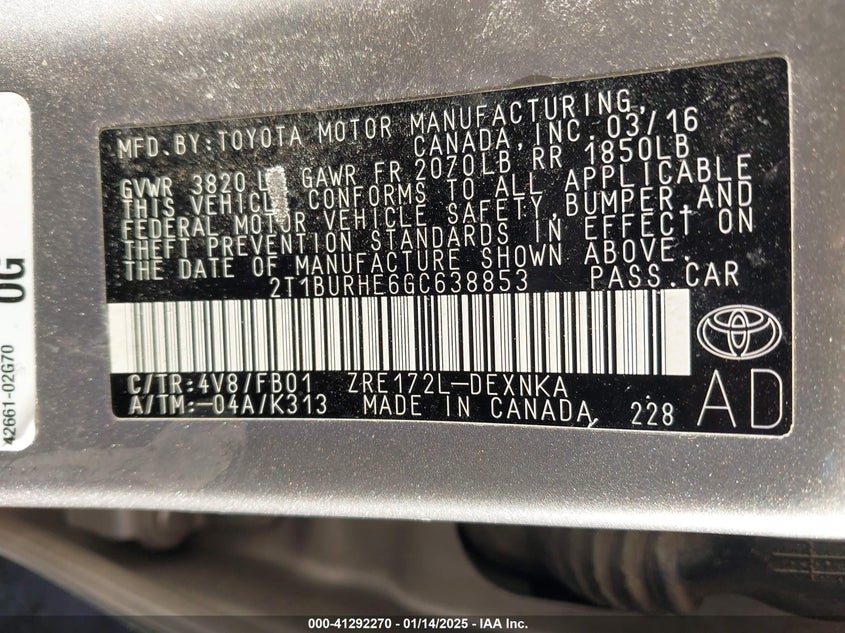 MFD.BY:TOYOTA MOTOR MANUFACTURING,
CANADA, INC. 03/16
GVWR 3820 L GAWR FR 2070LB RR 1850LB
THIS VEHICL CONFORMS TO ALL APPLICABLE
FEDERAL MOTOR VEHICLE SAFETY, BUMPER, AND
THEFT PREVENTION STANDARDS IN EFFECT ON
THE DATE OF MANUFACTURE SHOWN ABOVE.
2T1BURHE6GC638853 PASS.CAR
C/TR:4V8/FB01 ZRE172L-DEXNKA
A/TM:-04A/K313 MADE IN CANADA 228 AD
0G
42661-02G70
000-41292270 - 01/14/2025 - IAA Inc.